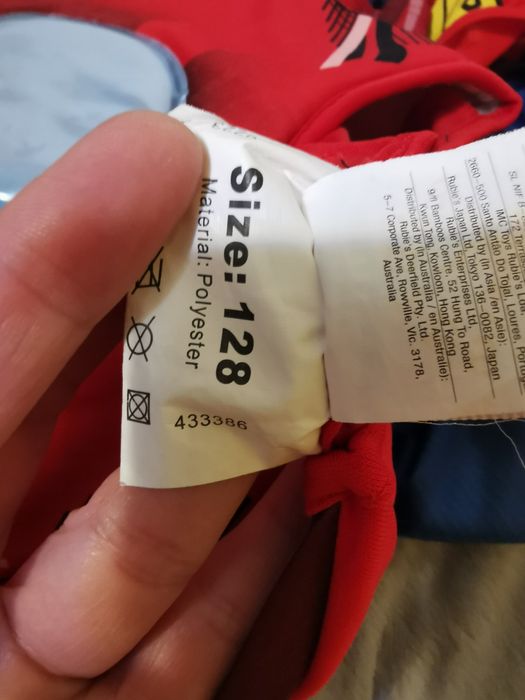 Size: 128
Material: Polyester
433386
172,1
IMC Toys Rubie's
2660-500 Santo Antão Do Tojal, Loures,
Distributed by (in Asia /en Asie):
Rubie's Japan Ltd, Tokyo, 136-0082, Japan
Rubie's Enterprises Ltd,
9/fl Bamboos Centre, 52 Hung To Road,
Kwun Tong, Kowloon, Hong Kong
Distributed by (in Australia / en Australie):
Rubie's Deerfield Pty. Ltd.
5-7 Corporate Ave, Rowville, Vic. 3178,
Australia